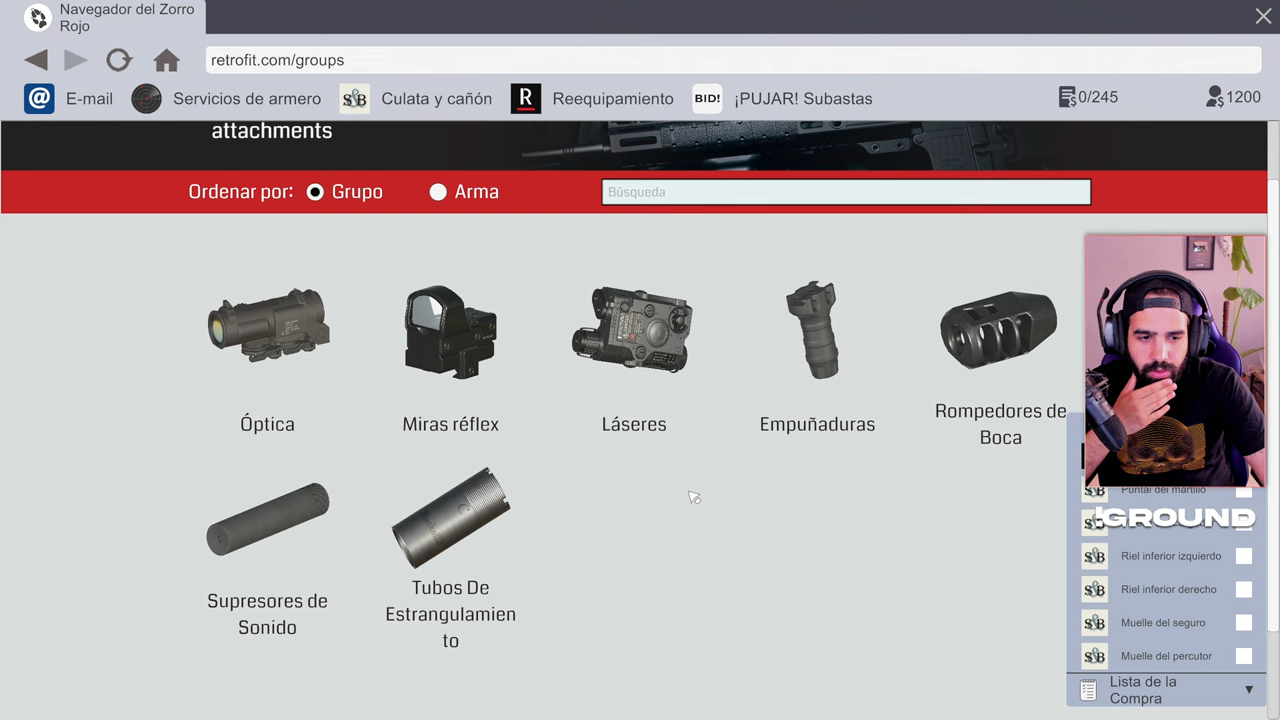 Navegador del Zorro
Rojo
retrofit.com/groups
@ E-mail
Servicios de armero
S&B Culata y cañón
R Reequipamiento
BID! ¡PUJAR! Subastas
0/245
1200
attachments
Ordenar por:
Grupo
Arma
Búsqueda
Óptica
Miras réflex
Láseres
Empuñaduras
Rompedores de
Boca
Supresores de
Sonido
Tubos De
Estrangulamien
to
Puntal del martillo
!GROUND
Riel inferior izquierdo
Riel inferior derecho
Muelle del seguro
Muelle del percutor
Lista de la
Compra